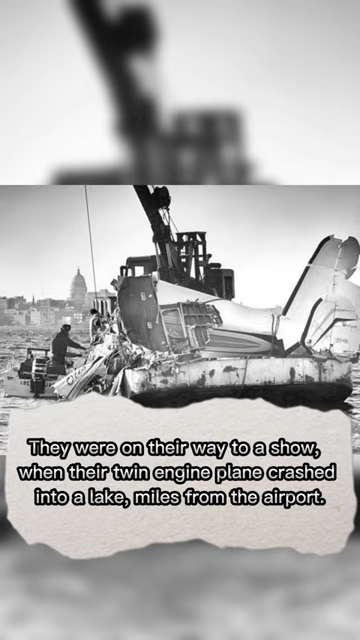 They were on their way to a show,
when their twin engine plane crashed
into a lake, miles from the airport.